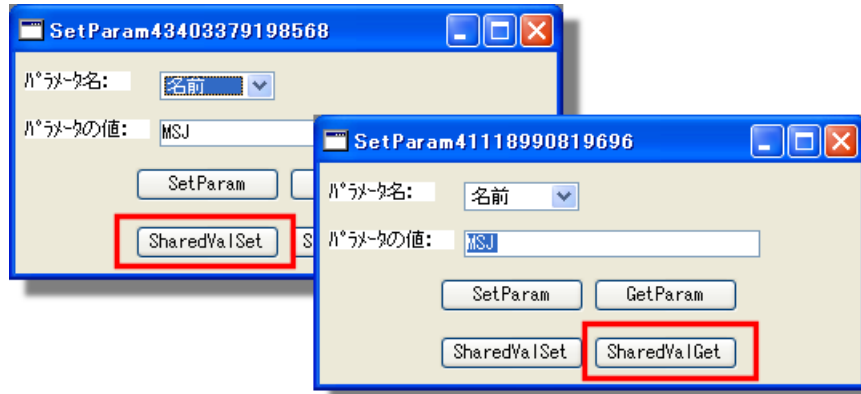 SetParam43403379198568
パラメータ名: 名前
パラメータの値: MSJ
SetParam
SharedValSet S
SetParam41118990819696
パラメータ名: 名前
パラメータの値: MSJ
SetParam GetParam
SharedValSet SharedValGet